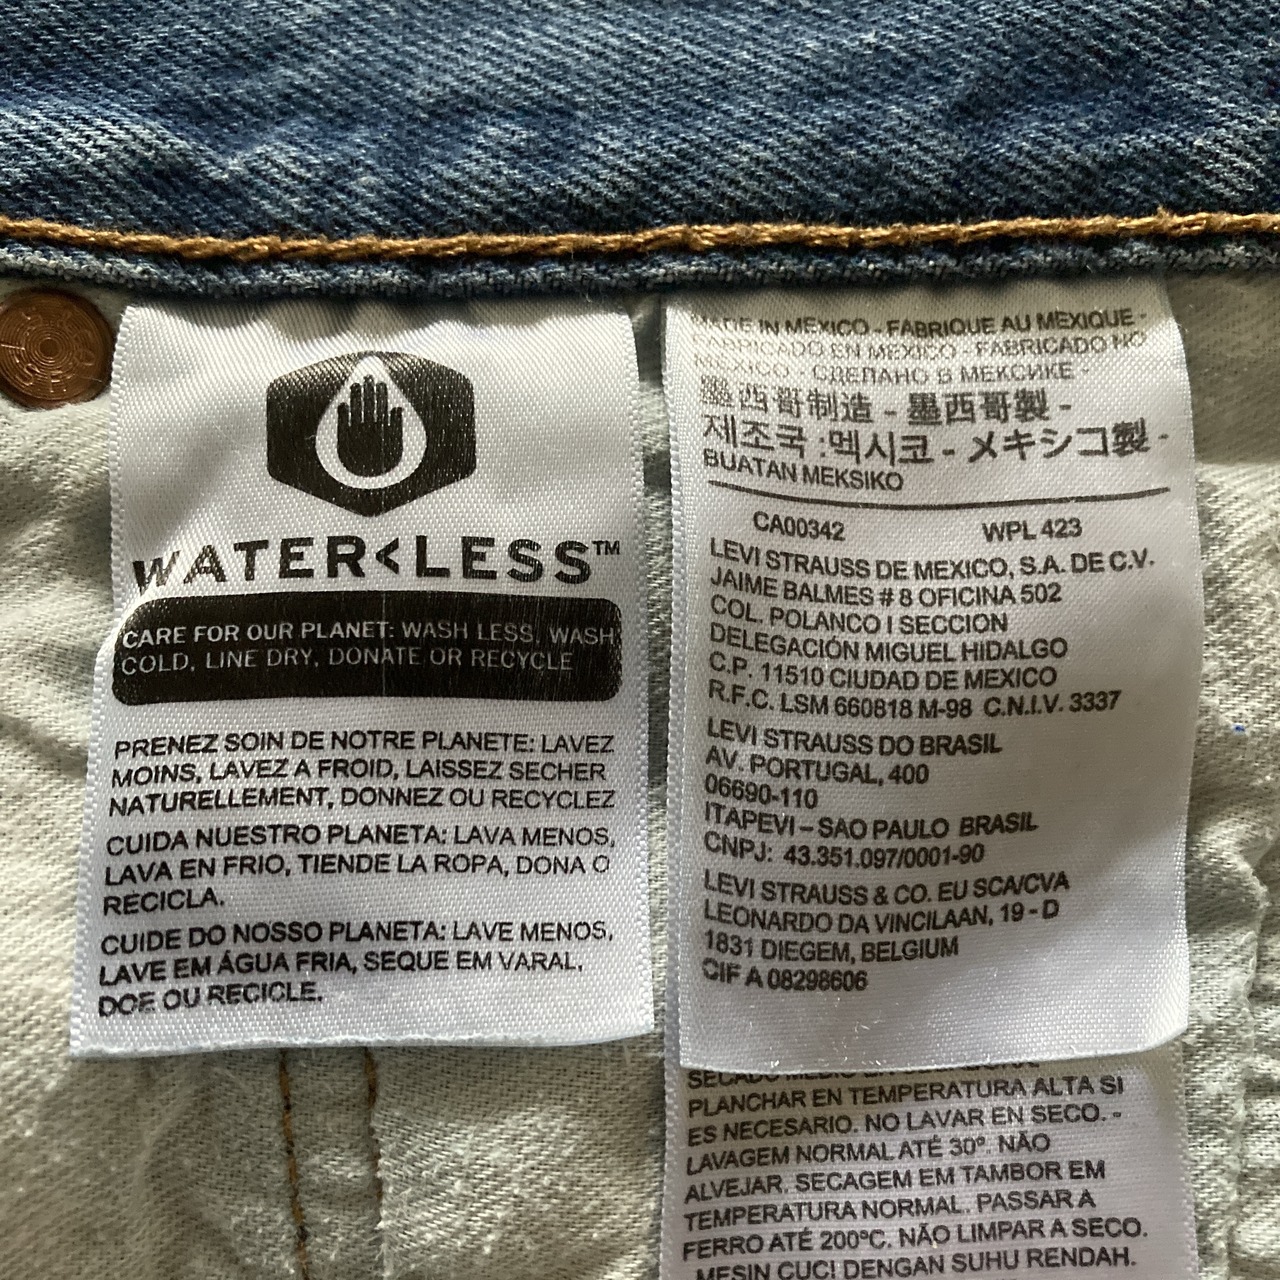 WATER<LESS™
CARE FOR OUR PLANET: WASH LESS, WASH
COLD, LINE DRY, DONATE OR RECYCLE
PRENEZ SOIN DE NOTRE PLANETE: LAVEZ
MOINS, LAVEZ A FROID, LAISSEZ SECHER
NATURELLEMENT, DONNEZ OU RECYCLEZ
CUIDA NUESTRO PLANETA: LAVA MENOS,
LAVA EN FRIO, TIENDE LA ROPA, DONA O
RECICLA.
CUIDE DO NOSSO PLANETA: LAVE MENOS,
LAVE EM ÁGUA FRIA, SEQUE EM VARAL,
DOE OU RECICLE.
MADE IN MEXICO - FABRIQUE AU MEXIQUE -
FABRICADO EN MEXICO - FABRICADO NO
MEXICO - СДЕЛАНО В МЕКСИКЕ -
墨西哥制造 - 墨西哥製 -
제조국 :멕시코 - メキシコ製 -
BUATAN MEKSIKO
CA00342 WPL 423
LEVI STRAUSS DE MEXICO, S.A. DE C.V.
JAIME BALMES # 8 OFICINA 502
COL. POLANCO I SECCION
DELEGACIÓN MIGUEL HIDALGO
C.P. 11510 CIUDAD DE MEXICO
R.F.C. LSM 660818 M-98 C.N.I.V. 3337
LEVI STRAUSS DO BRASIL
AV. PORTUGAL, 400
06690-110
ITAPEVI – SAO PAULO BRASIL
CNPJ: 43.351.097/0001-90
LEVI STRAUSS & CO. EU SCA/CVA
LEONARDO DA VINCILAAN, 19 - D
1831 DIEGEM, BELGIUM
CIF A 08298606
SECADO MEDIO
PLANCHAR EN TEMPERATURA ALTA SI
ES NECESARIO. NO LAVAR EN SECO. -
LAVAGEM NORMAL ATÉ 30º. NÃO
ALVEJAR. SECAGEM EM TAMBOR EM
TEMPERATURA NORMAL. PASSAR A
FERRO ATÉ 200ºC. NÃO LIMPAR A SECO.
MESIN CUCI DENGAN SUHU RENDAH.